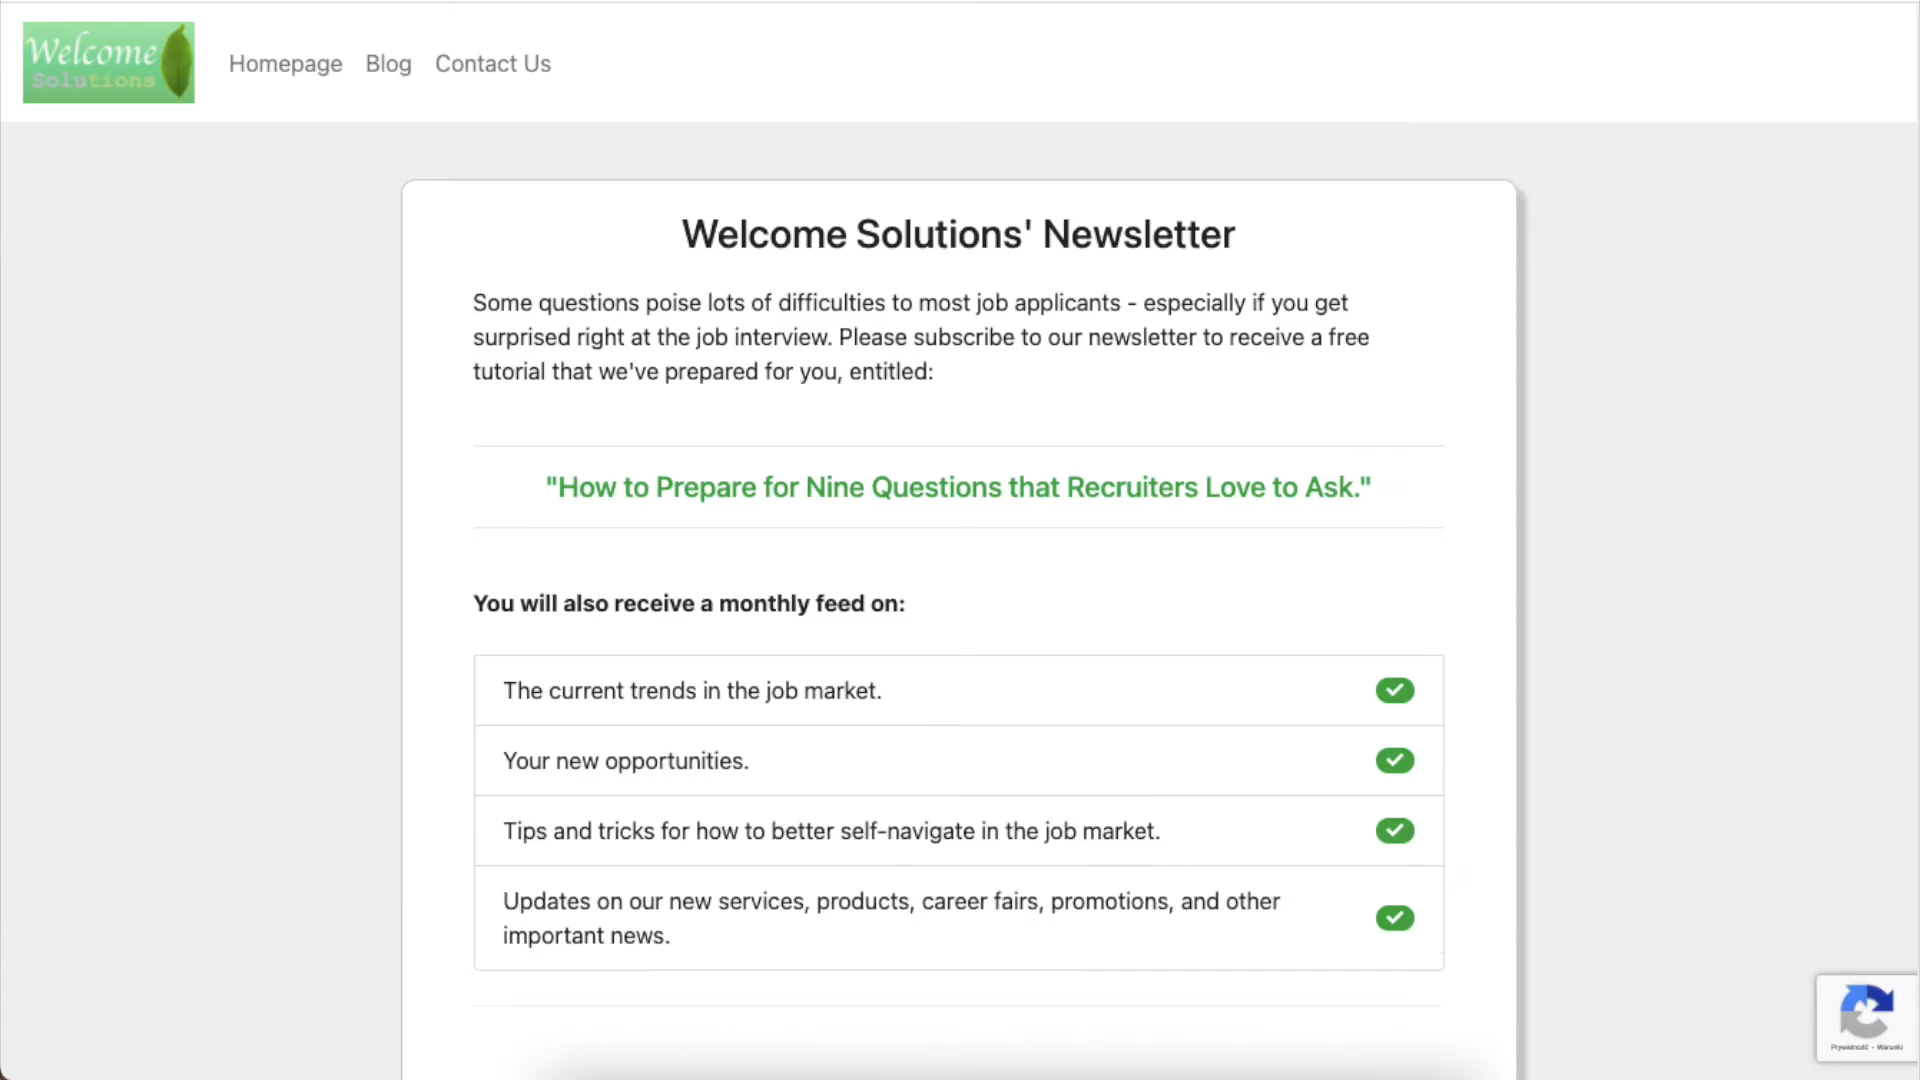 Welcome
Solutions
Homepage
Blog
Contact Us
Welcome Solutions' Newsletter
Some questions poise lots of difficulties to most job applicants - especially if you get
surprised right at the job interview. Please subscribe to our newsletter to receive a free
tutorial that we've prepared for you, entitled:
"How to Prepare for Nine Questions that Recruiters Love to Ask."
You will also receive a monthly feed on:
The current trends in the job market.
Your new opportunities.
Tips and tricks for how to better self-navigate in the job market.
Updates on our new services, products, career fairs, promotions, and other
important news.
Prywatność - Warunki